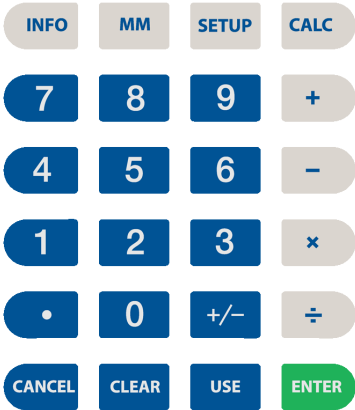 INFO MM SETUP CALC
7 8 9 +
4 5 6 −
1 2 3 ×
• 0 +/− ÷
CANCEL CLEAR USE ENTER